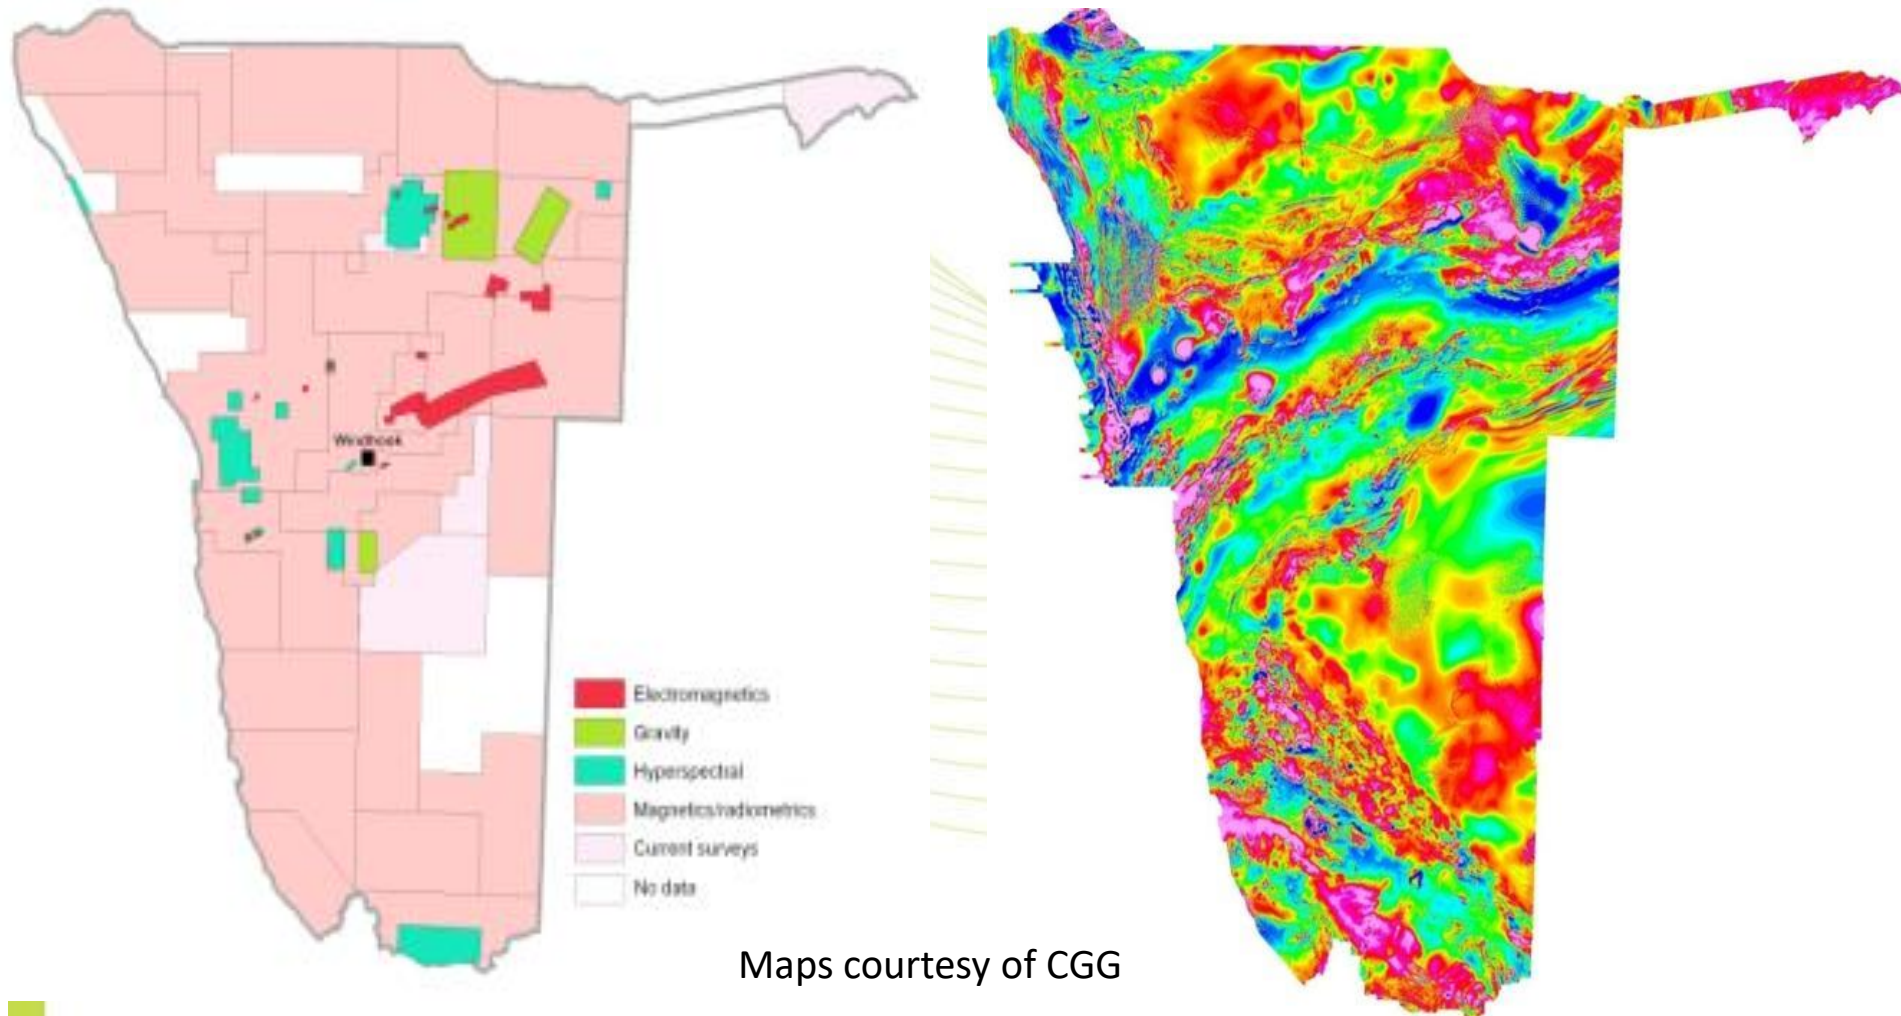 Windhoek
Electromagnetics
Gravity
Hyperspectral
Magnetics/radiometrics
Current surveys
No data
Maps courtesy of CGG